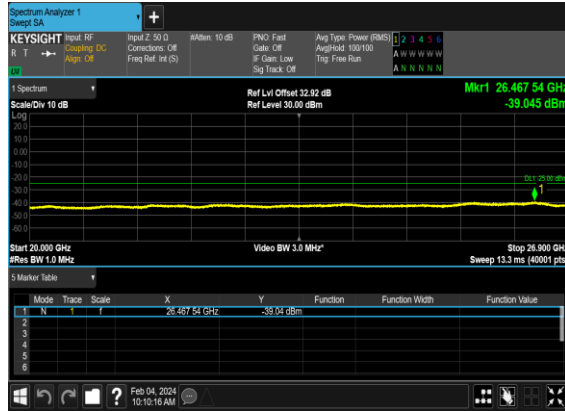 Spectrum Analyzer 1
Swept SA
KEYSIGHT
R T
LXI
Input: RF
Coupling: DC
Align: Off
Input Z: 50 Ω
Corrections: Off
Freq Ref: Int (S)
#Atten: 10 dB
PNO: Fast
Gate: Off
IF Gain: Low
Sig Track: Off
Avg Type: Power (RMS)
Avg|Hold: 100/100
Trig: Free Run
1 2 3 4 5 6
A W W W W W
A N N N N N
1 Spectrum
Scale/Div 10 dB
Ref Lvl Offset 32.92 dB
Ref Level 30.00 dBm
Mkr1 26.467 54 GHz
-39.045 dBm
Log
20.0
10.0
0.00
-10.0
-20.0
-30.0
-40.0
-50.0
-60.0
DL1 -25.00 dBm
1
Start 20.000 GHz
#Res BW 1.0 MHz
Video BW 3.0 MHz*
Stop 26.900 GHz
Sweep 13.3 ms (40001 pts
5 Marker Table
Mode Trace Scale X Y Function Function Width Function Value
1 N 1 f 26.467 54 GHz -39.04 dBm
2
3
4
5
6
?
Feb 04, 2024
10:10:16 AM